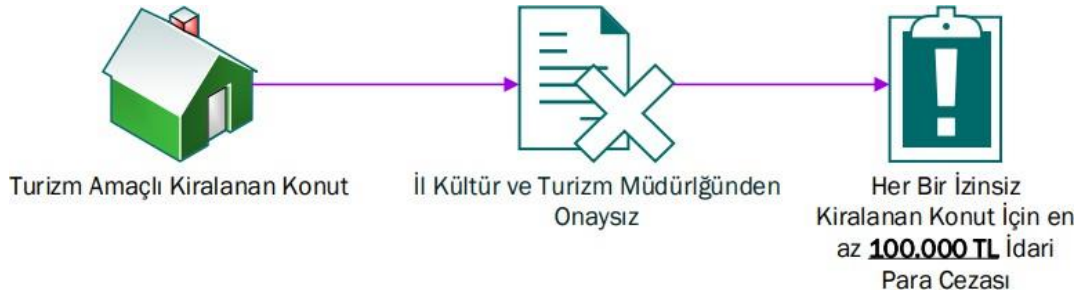 Turizm Amaçlı Kiralanan Konut
İl Kültür ve Turizm Müdürlğünden
Onaysız
Her Bir İzinsiz
Kiralanan Konut İçin en
az 100.000 TL İdari
Para Cezası